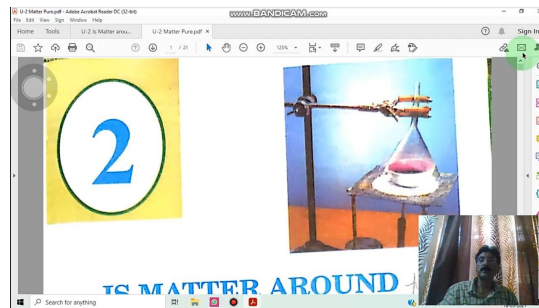 U-2 Matter Pure.pdf - Adobe Acrobat Reader DC (32-bit)
www.BANDICAM.com
File Edit View Sign Window Help
Home Tools U-2 Is Matter arou... U-2 Matter Pure.pdf × Sign In
1 / 21 125%
2
IS MATTER AROUND
Search for anything